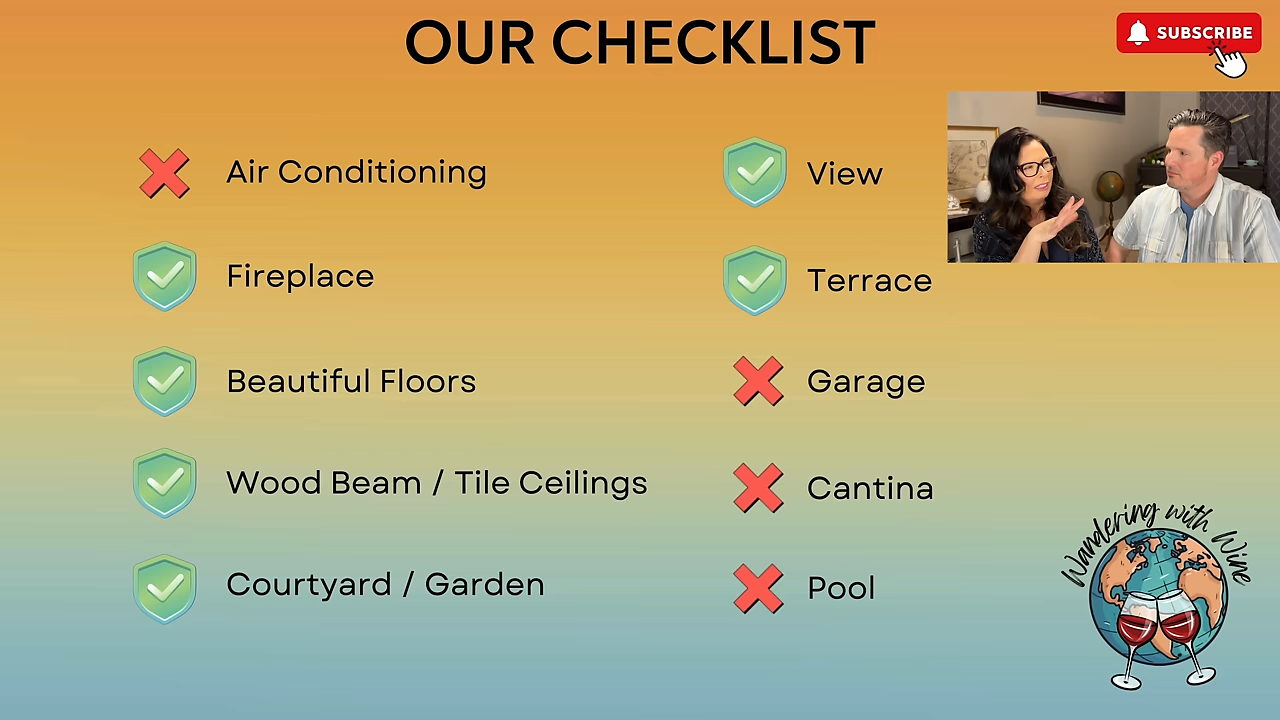 OUR CHECKLIST
SUBSCRIBE
Air Conditioning
Fireplace
Beautiful Floors
Wood Beam / Tile Ceilings
Courtyard / Garden
View
Terrace
Garage
Cantina
Pool
Wandering with Wine